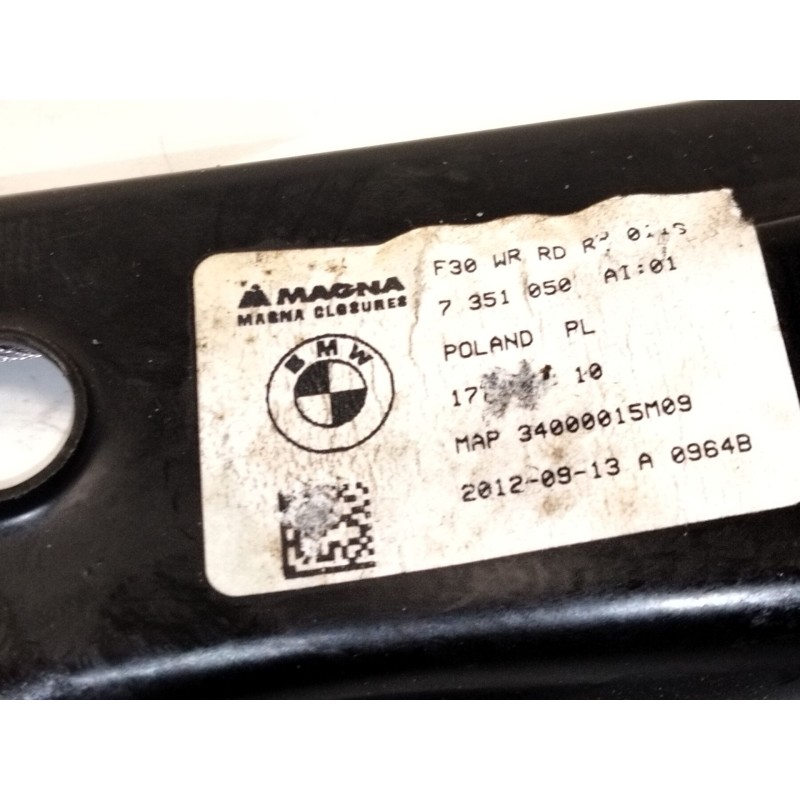 MAGNA
MAGNA CLOSURES
BMW
F30 WR RD
7 351 050 AI:01
POLAND PL
10
MAP 34000015M09
2012-09-13 A 0964B